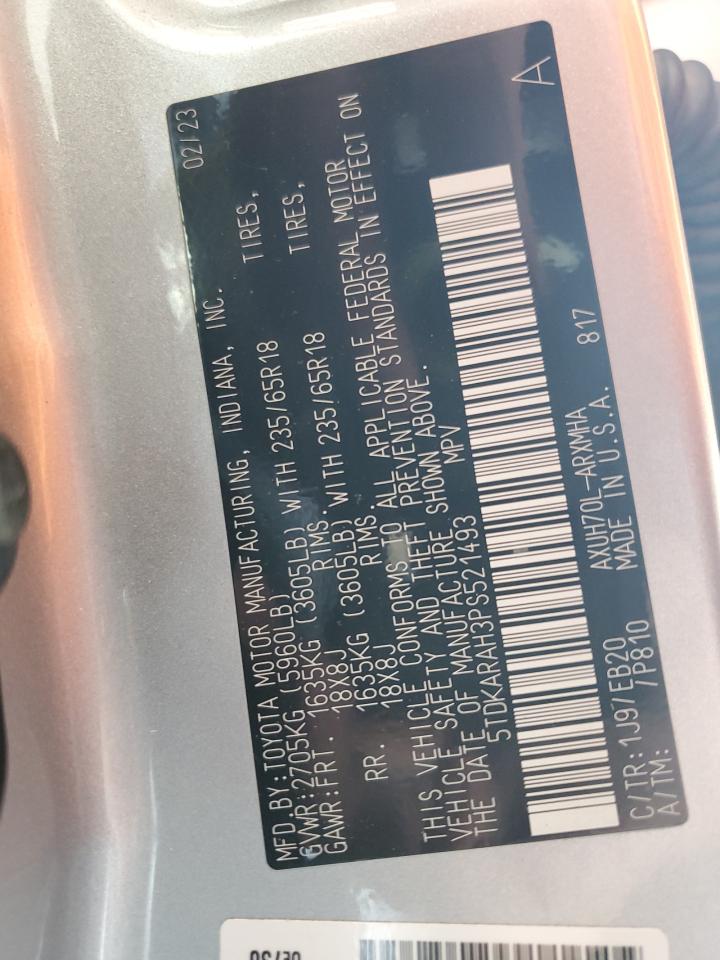 MFD.BY:TOYOTA MOTOR MANUFACTURING, INDIANA, INC. 02/23
GVWR:2705KG (5960LB)
GAWR:FRT. 1635KG (3605LB) WITH 235/65R18 TIRES,
18X8J RIMS
RR. 1635KG (3605LB) WITH 235/65R18 TIRES,
18X8J RIMS.
THIS VEHICLE CONFORMS TO ALL APPLICABLE FEDERAL MOTOR
VEHICLE SAFETY AND THEFT PREVENTION STANDARDS IN EFFECT ON
THE DATE OF MANUFACTURE SHOWN ABOVE.
5TDKARAH3PS521493 MPV
A
C/TR:1J97/EB20 AXUH70L-ARXMHA 817
A/TM: /P810 MADE IN U.S.A.